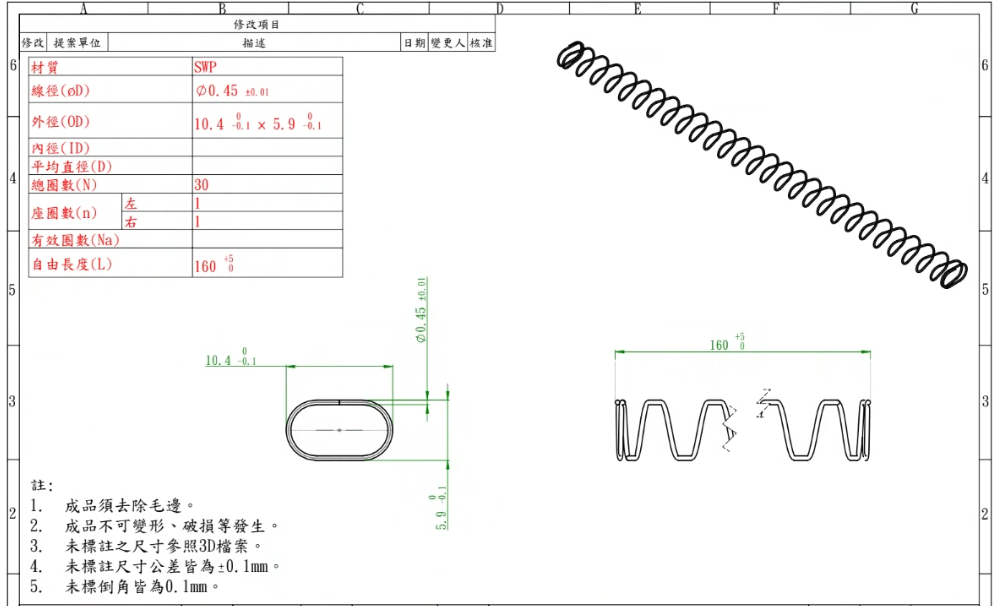 A B C D E F G
修改項目
修改 提案單位 描述 日期 變更人 核准
6 6
材質 SWP
線徑(øD) ∅0.45 ±0.01
外徑(OD) 10.4 0 -0.1 × 5.9 0 -0.1
內徑(ID)
平均直徑(D)
4 4
總圈數(N) 30
座圈數(n) 左 1
右 1
有效圈數(Na)
自由長度(L) 160 +5 0
5 5
∅0.45 ±0.01
10.4 0 -0.1
160 +5 0
3 3
5.9 0 -0.1
註:
1. 成品須去除毛邊。
2 2
2. 成品不可變形、破損等發生。
3. 未標註之尺寸參照3D檔案。
4. 未標註尺寸公差皆為±0.1mm。
5. 未標倒角皆為0.1mm。